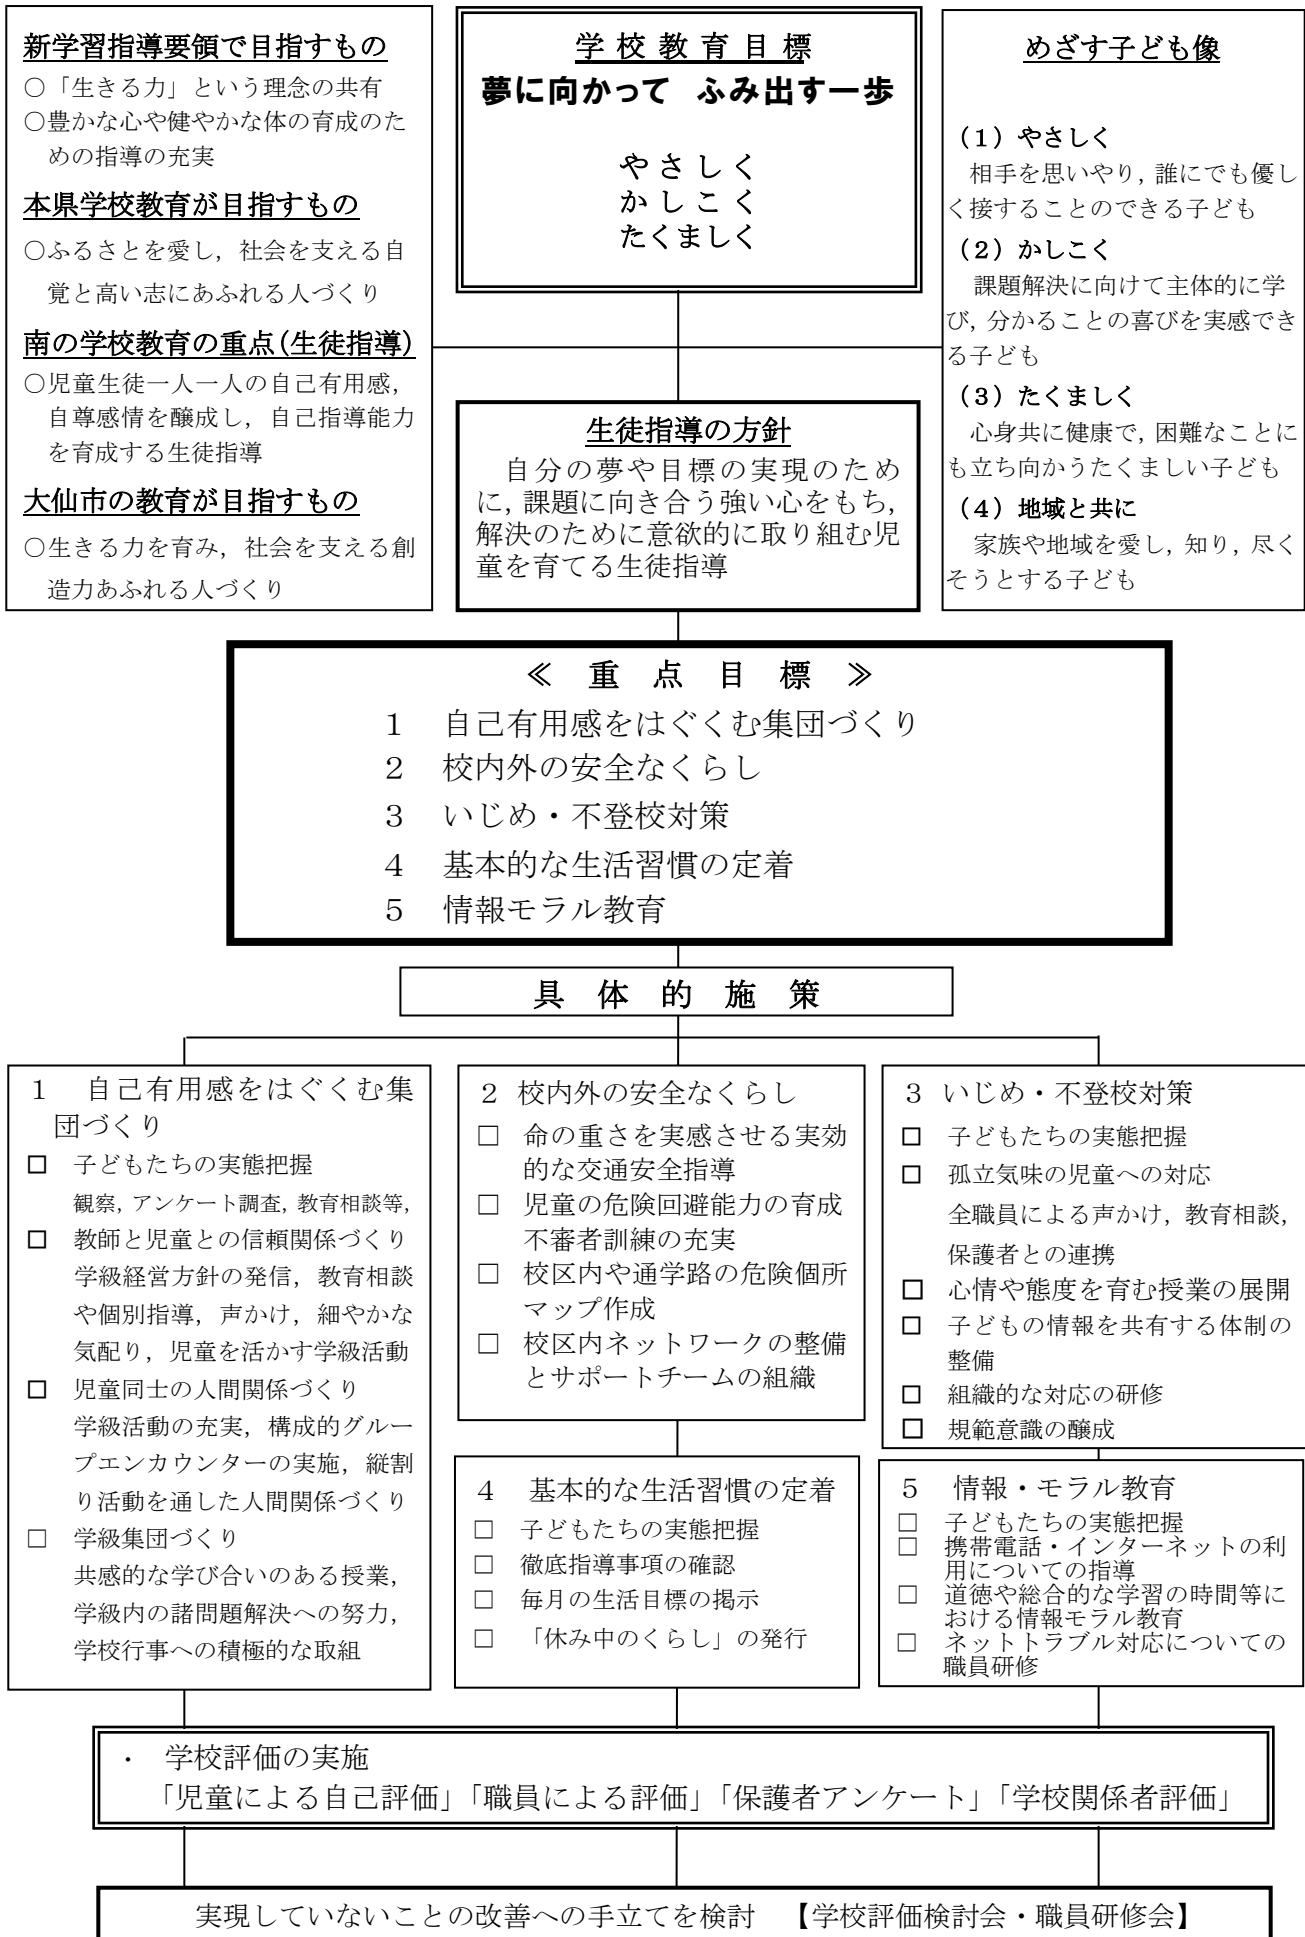 新学習指導要領で目指すもの
○「生きる力」という理念の共有
○豊かな心や健やかな体の育成のた
めの指導の充実
本県学校教育が目指すもの
○ふるさとを愛し，社会を支える自
覚と高い志にあふれる人づくり
南の学校教育の重点（生徒指導）
○児童生徒一人一人の自己有用感，
自尊感情を醸成し，自己指導能力
を育成する生徒指導
大仙市の教育が目指すもの
○生きる力を育み，社会を支える創
造力あふれる人づくり
学校教育目標
夢に向かって　ふみ出す一歩
やさしく
かしこく
たくましく
めざす子ども像
（１）やさしく
相手を思いやり，誰にでも優し
く接することのできる子ども
（２）かしこく
課題解決に向けて主体的に学
び，分かることの喜びを実感でき
る子ども
（３）たくましく
心身共に健康で，困難なことに
も立ち向かうたくましい子ども
（４）地域と共に
家族や地域を愛し，知り，尽く
そうとする子ども
生徒指導の方針
自分の夢や目標の実現のため
に，課題に向き合う強い心をもち，
解決のために意欲的に取り組む児
童を育てる生徒指導
≪　重　点　目　標　≫
１　自己有用感をはぐくむ集団づくり
２　校内外の安全なくらし
３　いじめ・不登校対策
４　基本的な生活習慣の定着
５　情報モラル教育
具　体　的　施　策
１　自己有用感をはぐくむ集
団づくり
□　子どもたちの実態把握
観察，アンケート調査，教育相談等，
□　教師と児童との信頼関係づくり
学級経営方針の発信，教育相談
や個別指導，声かけ，細やかな
気配り，児童を活かす学級活動
□　児童同士の人間関係づくり
学級活動の充実，構成的グルー
プエンカウンターの実施，縦割
り活動を通した人間関係づくり
□　学級集団づくり
共感的な学び合いのある授業，
学級内の諸問題解決への努力，
学校行事への積極的な取組
２ 校内外の安全なくらし
□　命の重さを実感させる実効
的な交通安全指導
□　児童の危険回避能力の育成
不審者訓練の充実
□　校区内や通学路の危険個所
マップ作成
□　校区内ネットワークの整備
とサポートチームの組織
３ いじめ・不登校対策
□　子どもたちの実態把握
□　孤立気味の児童への対応
全職員による声かけ，教育相談，
保護者との連携
□　心情や態度を育む授業の展開
□　子どもの情報を共有する体制の
整備
□　組織的な対応の研修
□　規範意識の醸成
４　基本的な生活習慣の定着
□　子どもたちの実態把握
□　徹底指導事項の確認
□　毎月の生活目標の掲示
□　「休み中のくらし」の発行
５　情報・モラル教育
□　子どもたちの実態把握
□　携帯電話・インターネットの利
用についての指導
□　道徳や総合的な学習の時間等に
おける情報モラル教育
□　ネットトラブル対応についての
職員研修
・　学校評価の実施
「児童による自己評価」「職員による評価」「保護者アンケート」「学校関係者評価」
実現していないことの改善への手立てを検討　【学校評価検討会・職員研修会】